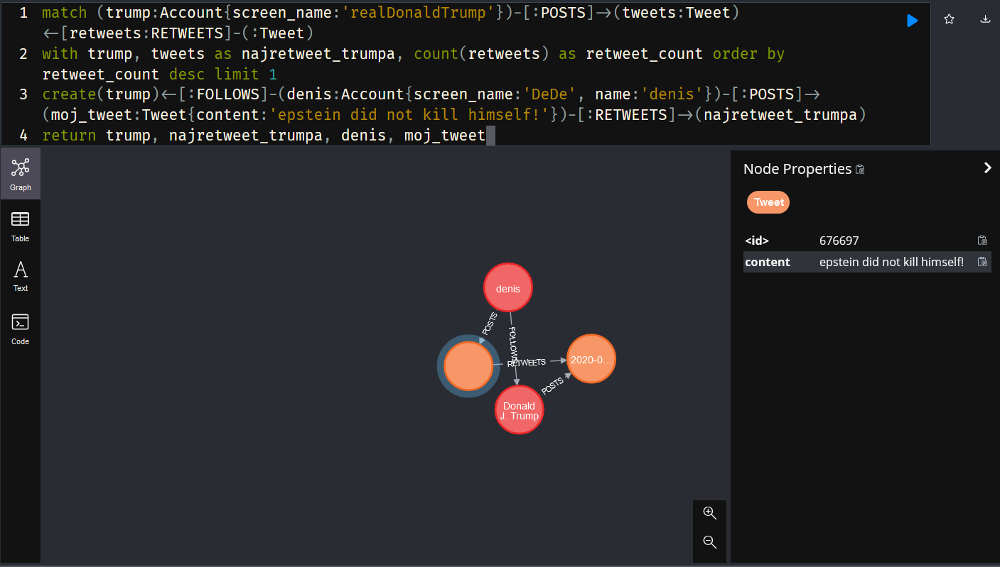 1 match (trump:Account{screen_name:'realDonaldTrump'})-[:POSTS]->(tweets:Tweet)
<-[retweets:RETWEETS]-(:Tweet)
2 with trump, tweets as najretweet_trumpa, count(retweets) as retweet_count order by
retweet_count desc limit 1
3 create(trump)<-[:FOLLOWS]-(denis:Account{screen_name:'DeDe', name:'denis'})-[:POSTS]->
(moj_tweet:Tweet{content:'epstein did not kill himself!'})-[:RETWEETS]->(najretweet_trumpa)
4 return trump, najretweet_trumpa, denis, moj_tweet
Graph
Table
Text
Code
denis
POSTS
FOLLOWS
RETWEETS
2020-0...
POSTS
Donald
J. Trump
Node Properties
Tweet
<id> 676697
content epstein did not kill himself!